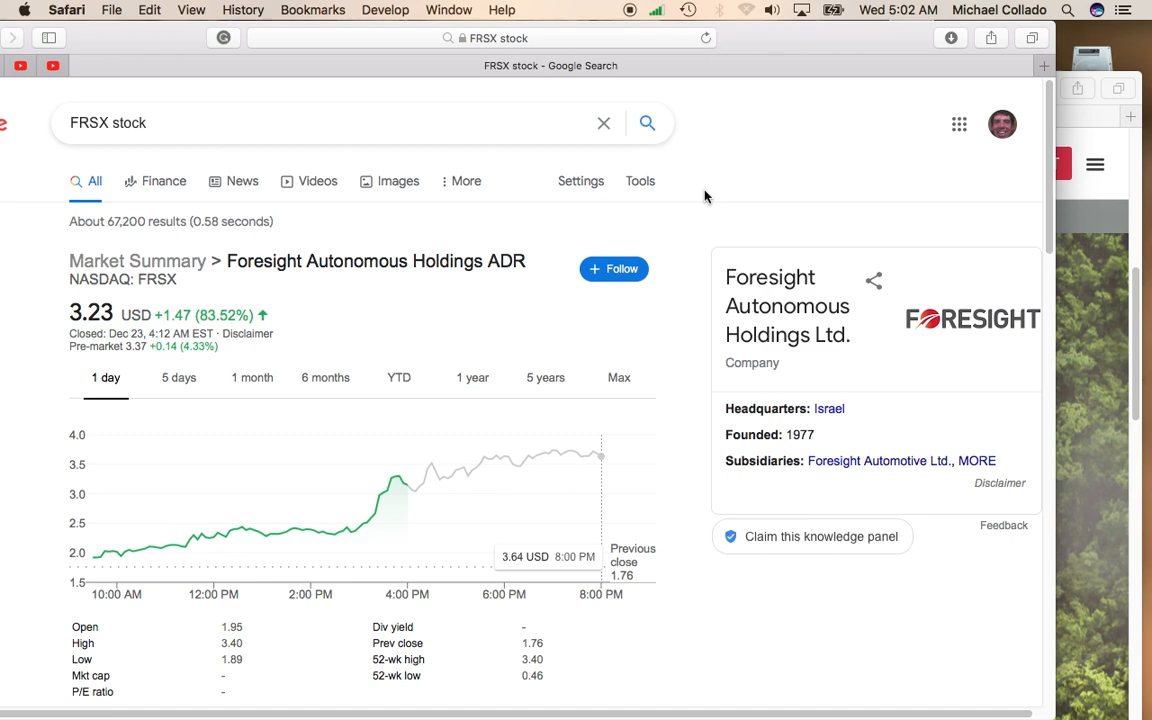 Safari File Edit View History Bookmarks Develop Window Help Wed 5:02 AM Michael Collado
FRSX stock
FRSX stock - Google Search
FRSX stock
All Finance News Videos Images More Settings Tools
About 67,200 results (0.58 seconds)
Market Summary > Foresight Autonomous Holdings ADR
NASDAQ: FRSX
+ Follow
3.23 USD +1.47 (83.52%)
Closed: Dec 23, 4:12 AM EST · Disclaimer
Pre-market 3.37 +0.14 (4.33%)
1 day 5 days 1 month 6 months YTD 1 year 5 years Max
4.0
3.5
3.0
2.5
2.0
1.5
3.64 USD 8:00 PM
Previous
close
1.76
10:00 AM 12:00 PM 2:00 PM 4:00 PM 6:00 PM 8:00 PM
Open 1.95 Div yield -
High 3.40 Prev close 1.76
Low 1.89 52-wk high 3.40
Mkt cap - 52-wk low 0.46
P/E ratio -
Foresight
Autonomous
Holdings Ltd.
Company
FORESIGHT
Headquarters: Israel
Founded: 1977
Subsidiaries: Foresight Automotive Ltd., MORE
Disclaimer
Feedback
Claim this knowledge panel